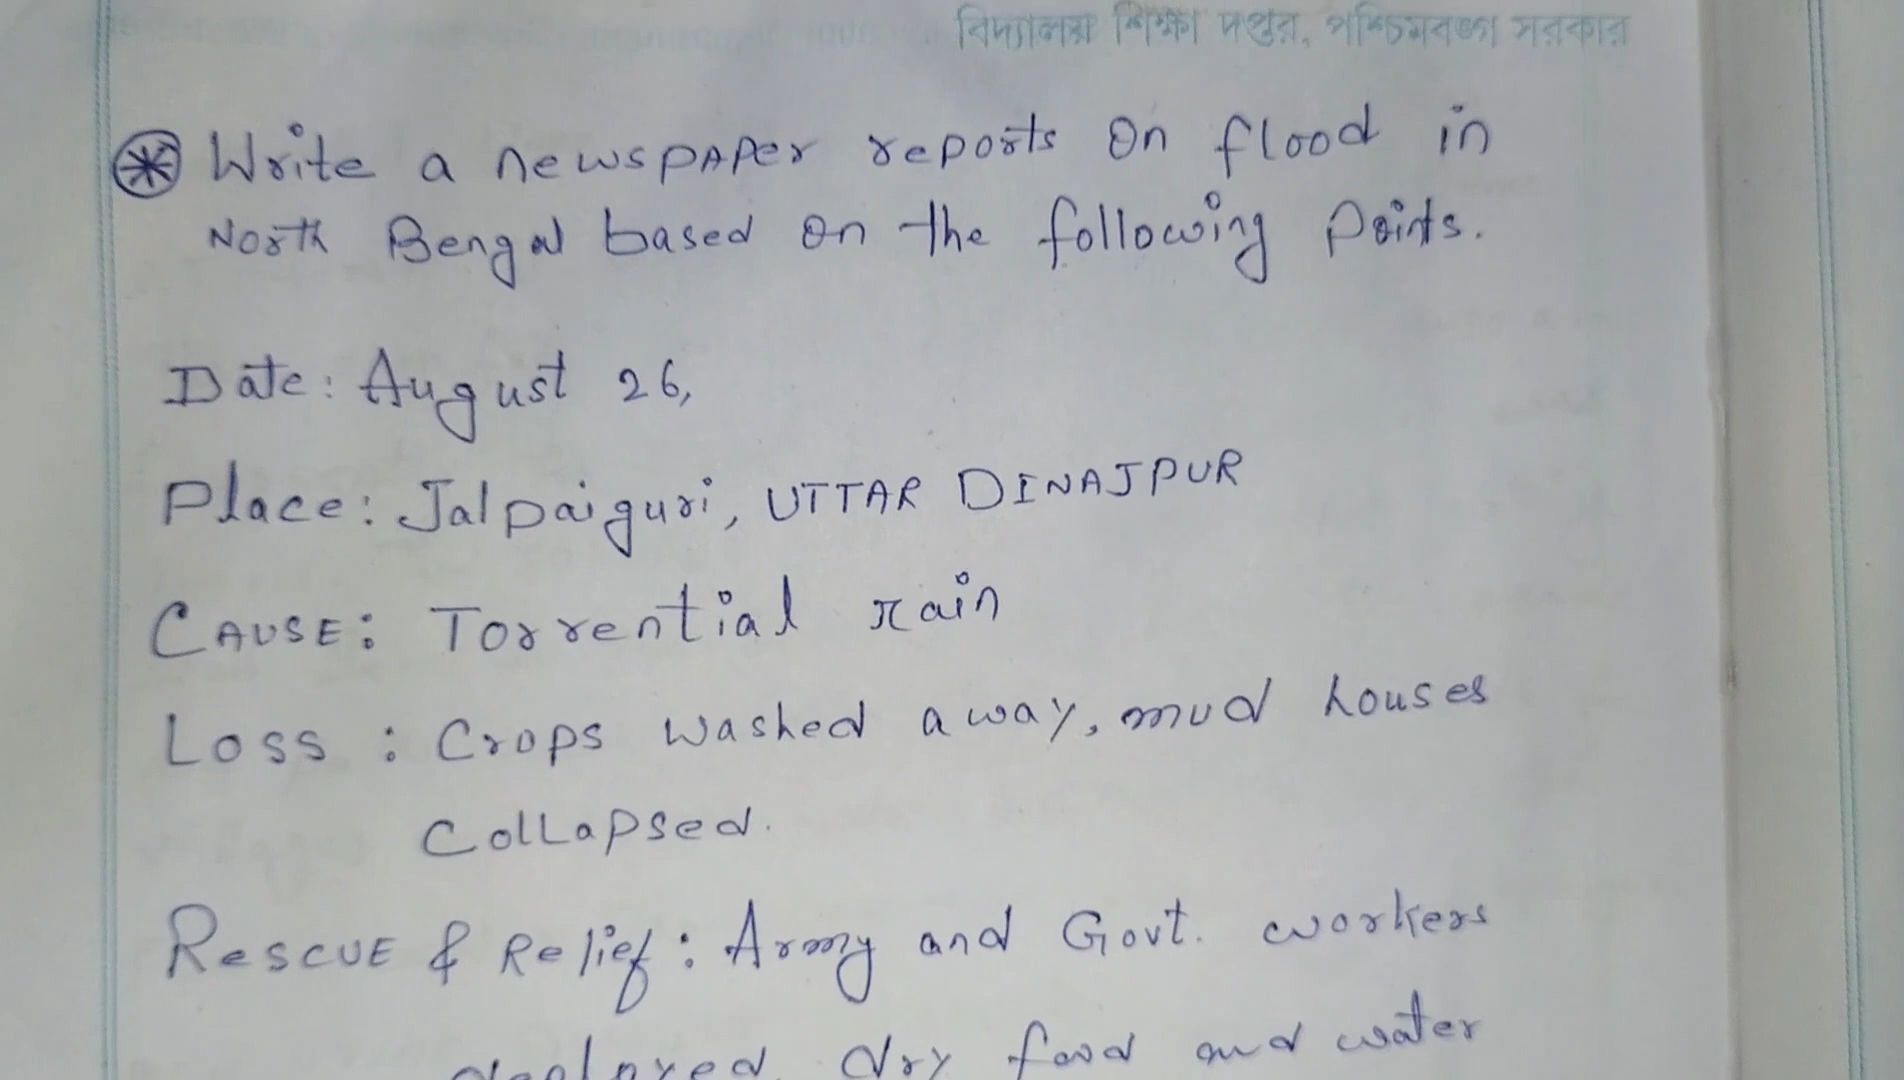 বিদ্যালয় শিক্ষা দপ্তর, পশ্চিমবঙ্গ সরকার
Write a newspaper reports on flood in
North Bengal based on the following Points.
Date: August 26,
Place: Jalpaiguri, UTTAR DINAJPUR
CAUSE: Torrential rain
LOSS : Crops washed away, mud houses
Collapsed.
RESCUE & Relief: Army and Govt. workers
deployed, dry food and water